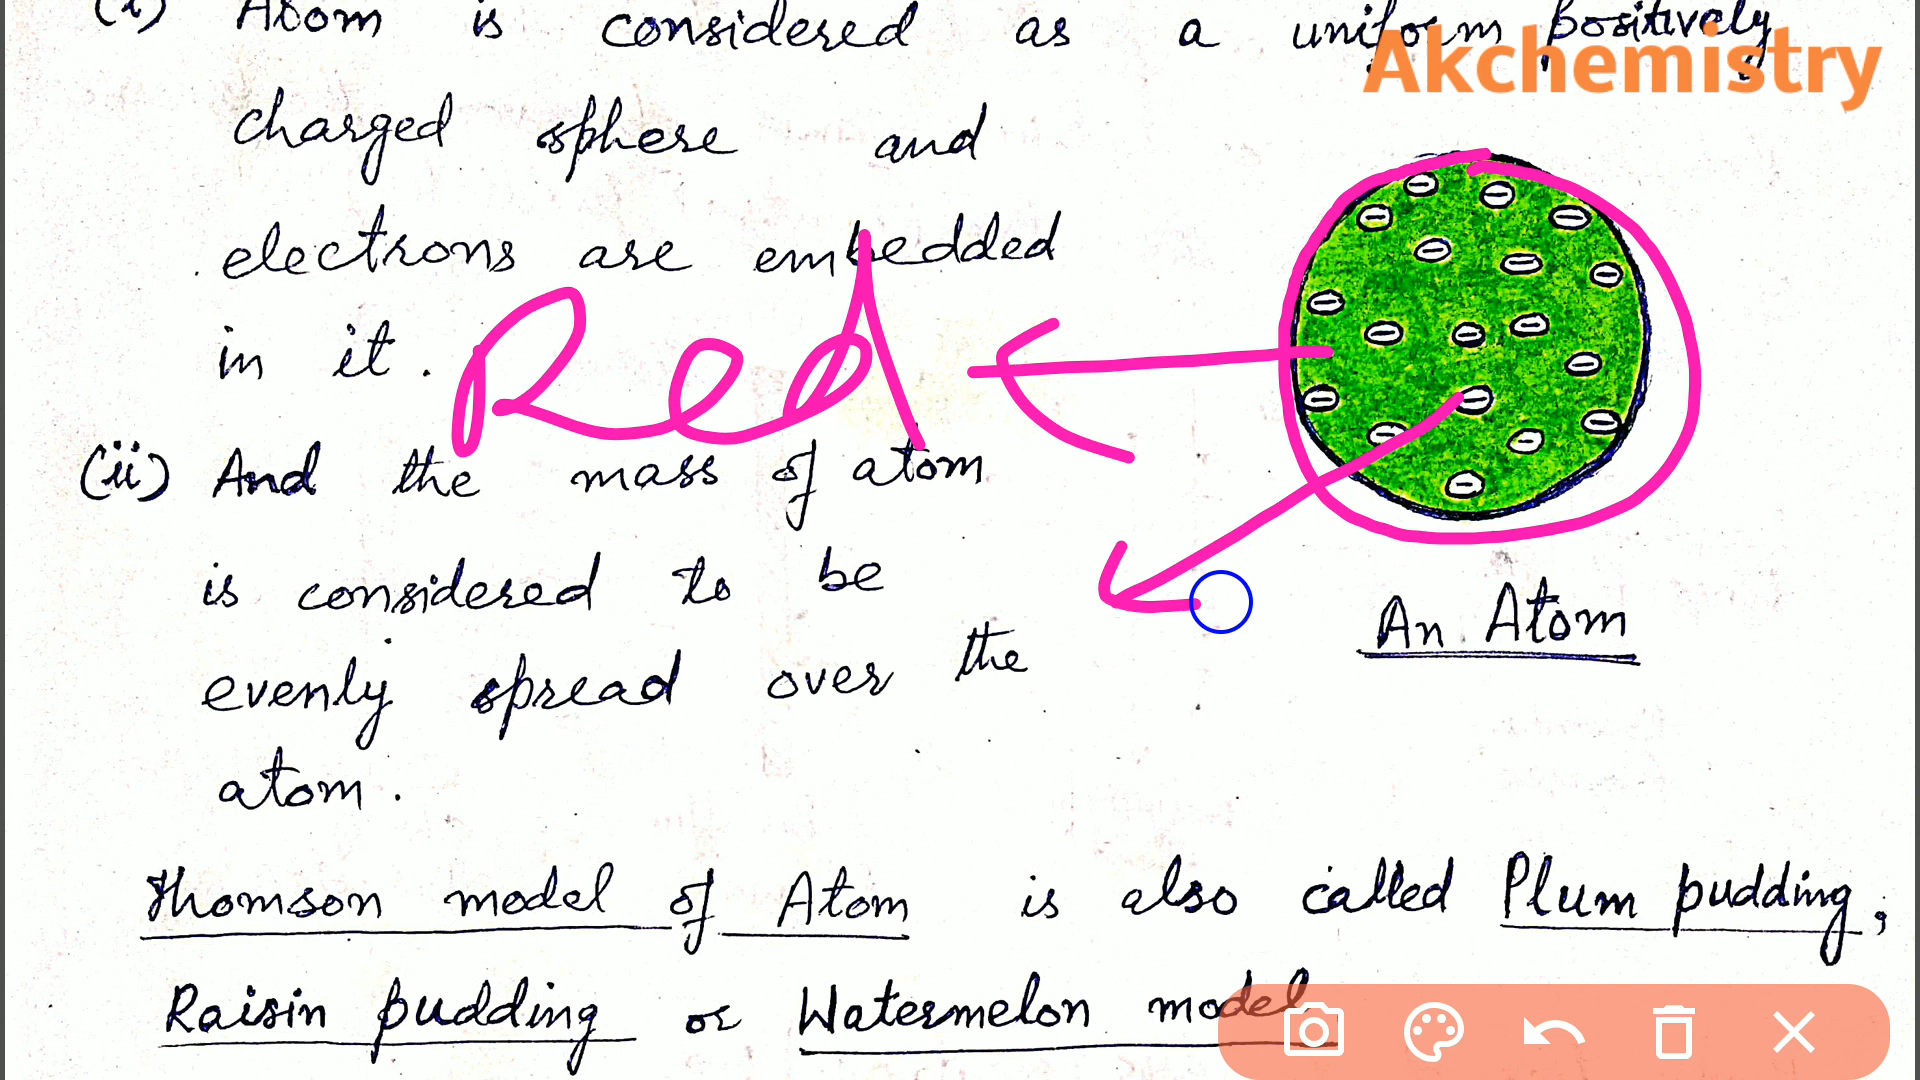 (i) Atom is considered as a uniform positively
Akchemistry
charged sphere and
electrons are embedded
in it.
Red
(ii) And the mass of atom
is considered to be
evenly spread over the
atom.
An Atom
Thomson model of Atom is also called Plum pudding,
Raisin pudding or Watermelon model